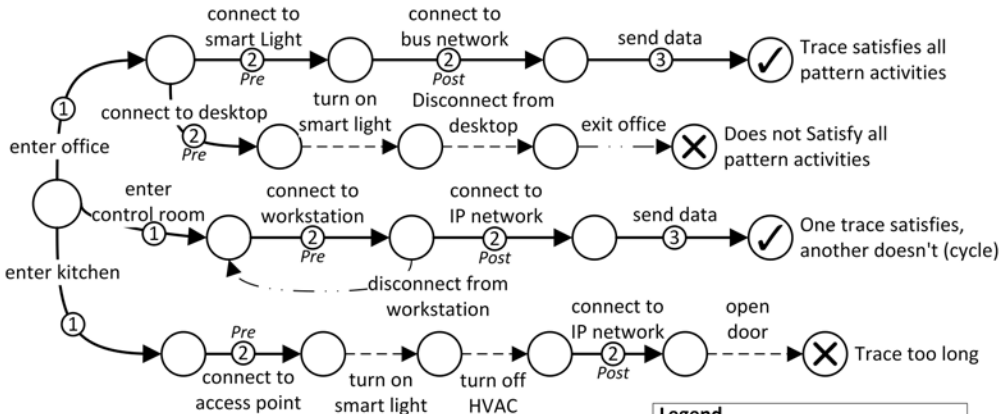 connect to
smart Light
connect to
bus network
send data
2
Pre
2
Post
3
Trace satisfies all
pattern activities
1
enter office
connect to desktop
2
Pre
turn on
smart light
Disconnect from
desktop
exit office
Does not Satisfy all
pattern activities
enter
control room
1
connect to
workstation
2
Pre
connect to
IP network
2
Post
send data
3
One trace satisfies,
another doesn't (cycle)
disconnect from
workstation
enter kitchen
1
Pre
2
connect to
access point
turn on
smart light
turn off
HVAC
connect to
IP network
2
Post
open
door
Trace too long
Legend